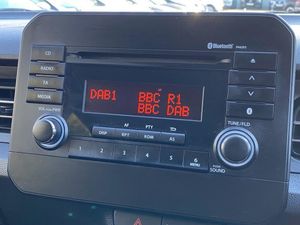 Bluetooth
CD
RADIO
TA
MEDIA
VOL PUSH PWR
DAB1 BBC R1
BBC DAB
AF PTY
DISP RPT RDM AS
1 2 3 4 5 6
MENU
TUNE/FLD
SOUND